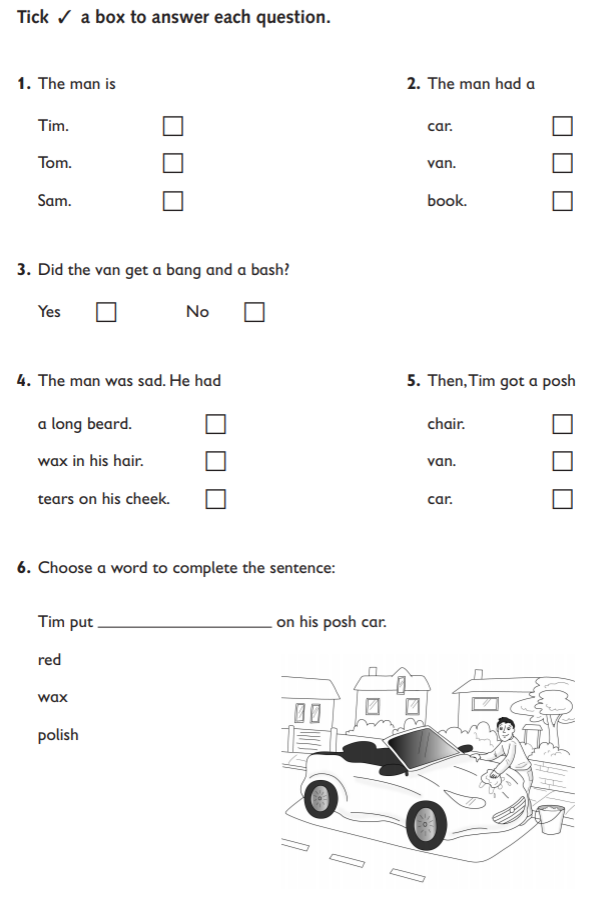 Tick ✓ a box to answer each question.
1. The man is
Tim.
Tom.
Sam.
2. The man had a
car.
van.
book.
3. Did the van get a bang and a bash?
Yes No
4. The man was sad. He had
a long beard.
wax in his hair.
tears on his cheek.
5. Then, Tim got a posh
chair.
van.
car.
6. Choose a word to complete the sentence:
Tim put ____________________ on his posh car.
red
wax
polish